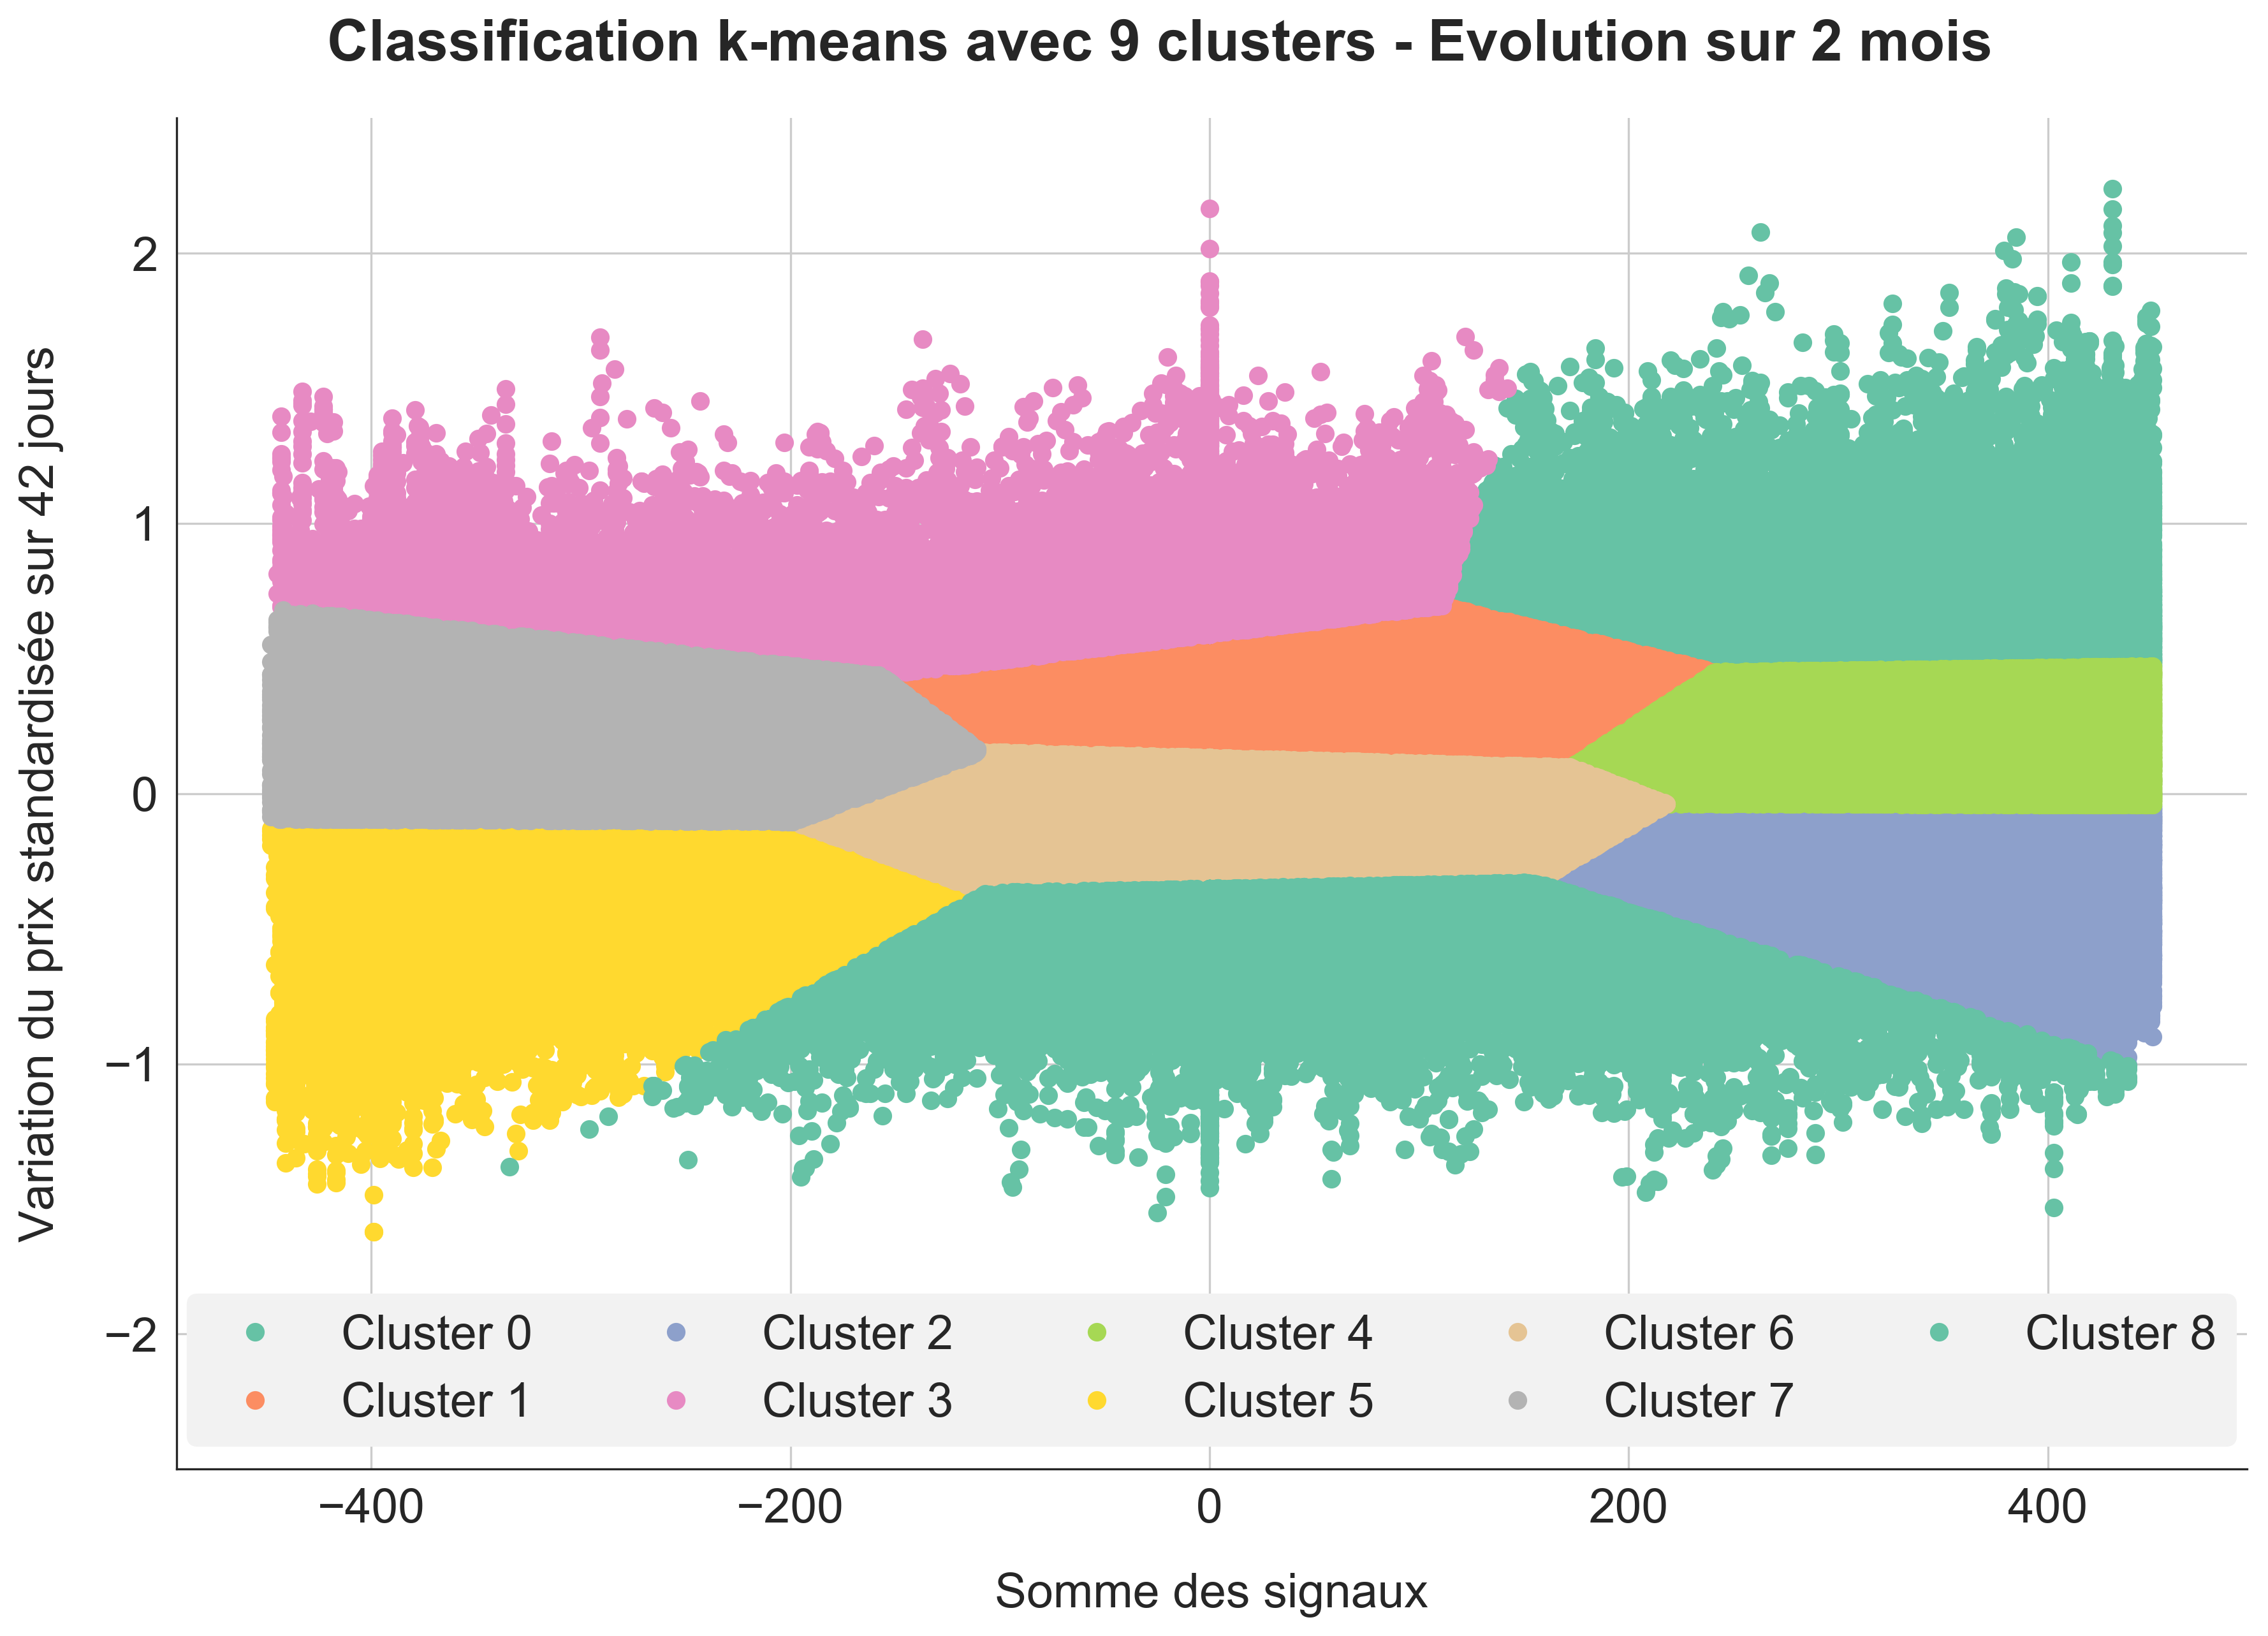 Classification k-means avec 9 clusters - Evolution sur 2 mois
Variation du prix standardisée sur 42 jours
2
1
0
−1
−2
Cluster 0
Cluster 2
Cluster 4
Cluster 6
Cluster 8
Cluster 1
Cluster 3
Cluster 5
Cluster 7
−400
−200
0
200
400
Somme des signaux